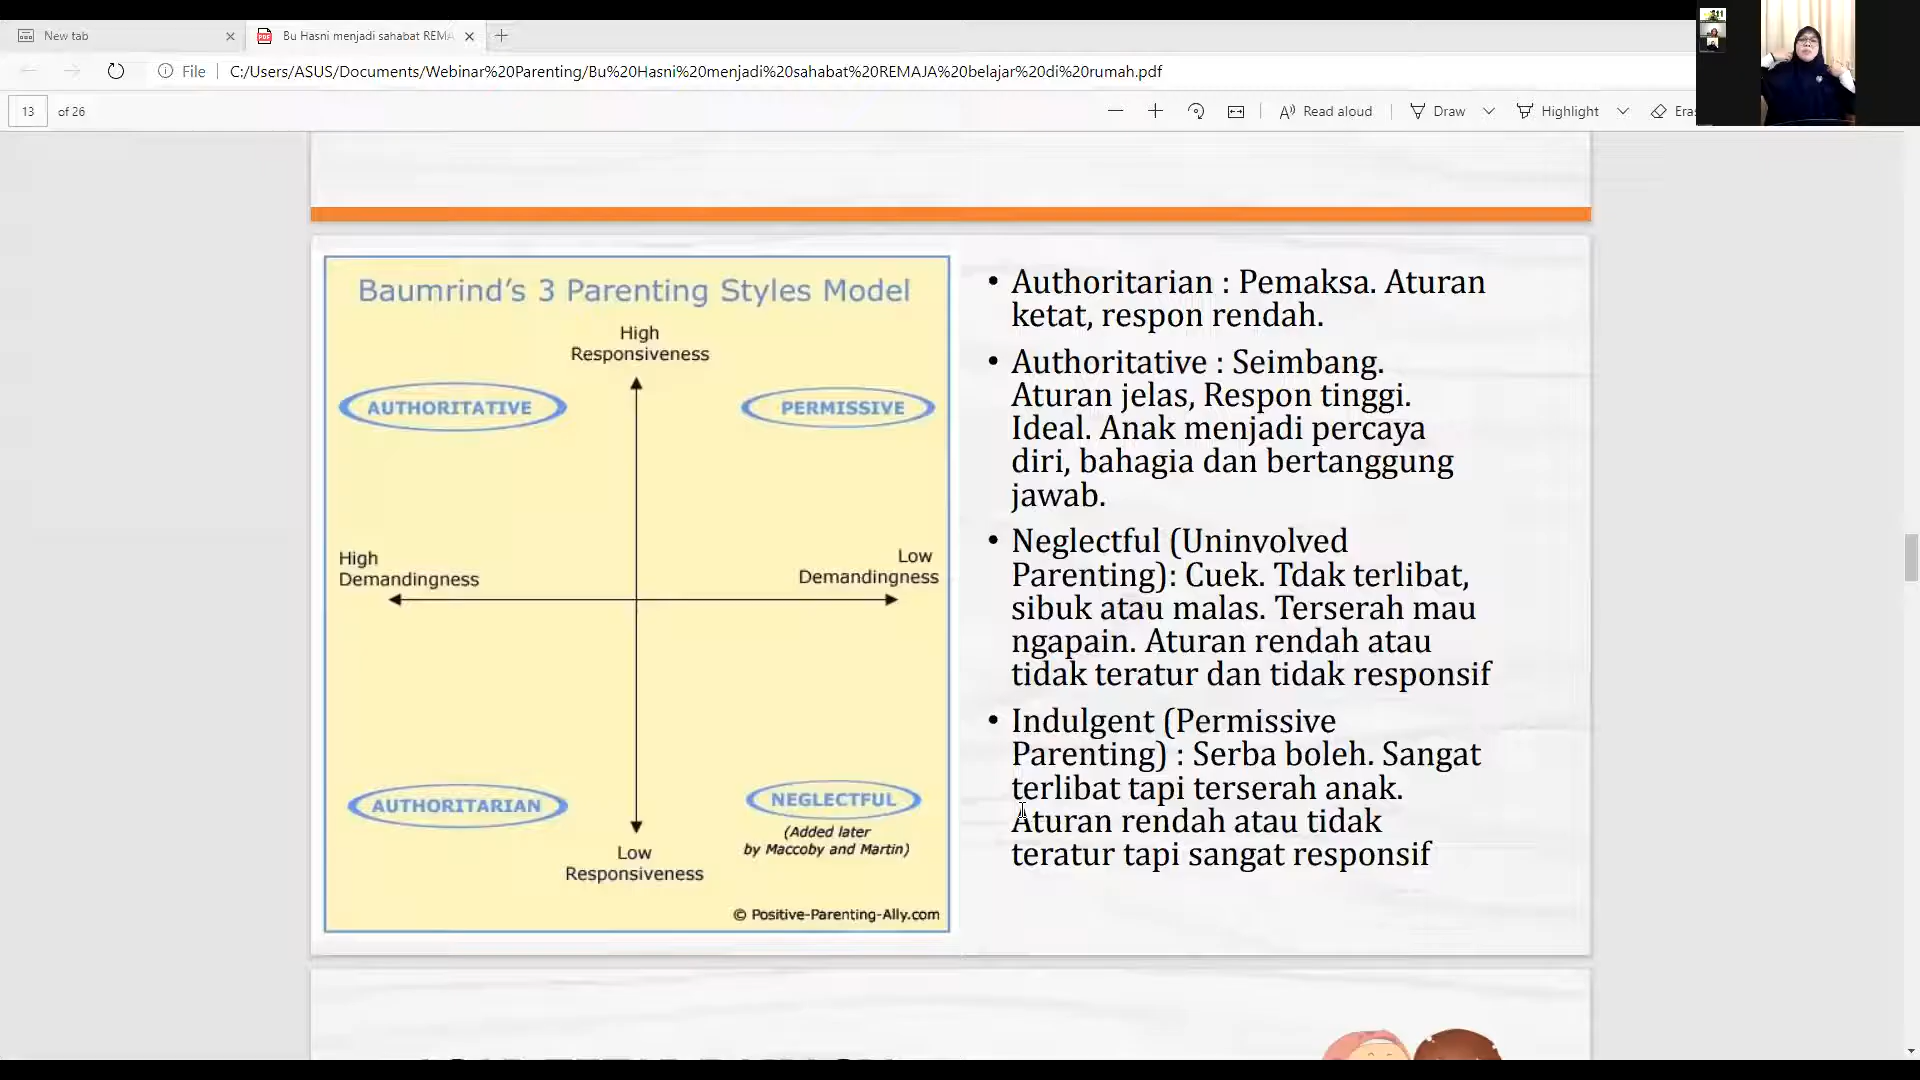 New tab
Bu Hasni menjadi sahabat REMA
File
C:/Users/ASUS/Documents/Webinar%20Parenting/Bu%20Hasni%20menjadi%20sahabat%20REMAJA%20belajar%20di%20rumah.pdf
13 of 26
Read aloud
Draw
Highlight
Eras
Baumrind's 3 Parenting Styles Model
High
Responsiveness
AUTHORITATIVE
PERMISSIVE
High
Demandingness
Low
Demandingness
AUTHORITARIAN
NEGLECTFUL
(Added later
by Maccoby and Martin)
Low
Responsiveness
© Positive-Parenting-Ally.com
• Authoritarian : Pemaksa. Aturan
ketat, respon rendah.
• Authoritative : Seimbang.
Aturan jelas, Respon tinggi.
Ideal. Anak menjadi percaya
diri, bahagia dan bertanggung
jawab.
• Neglectful (Uninvolved
Parenting): Cuek. Tdak terlibat,
sibuk atau malas. Terserah mau
ngapain. Aturan rendah atau
tidak teratur dan tidak responsif
• Indulgent (Permissive
Parenting) : Serba boleh. Sangat
terlibat tapi terserah anak.
Aturan rendah atau tidak
teratur tapi sangat responsif